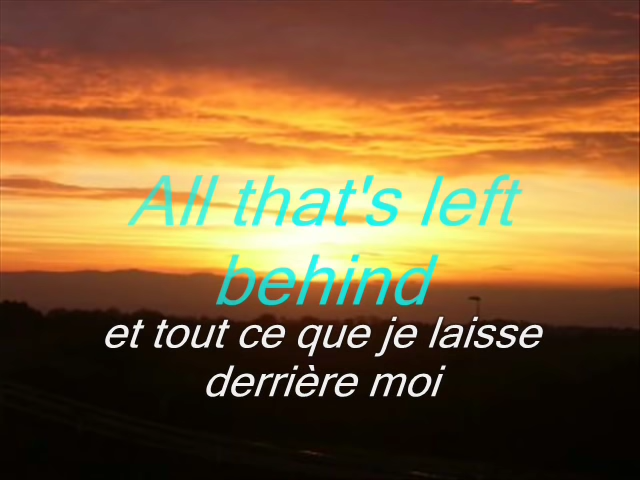 All that's left
behind
et tout ce que je laisse
derrière moi